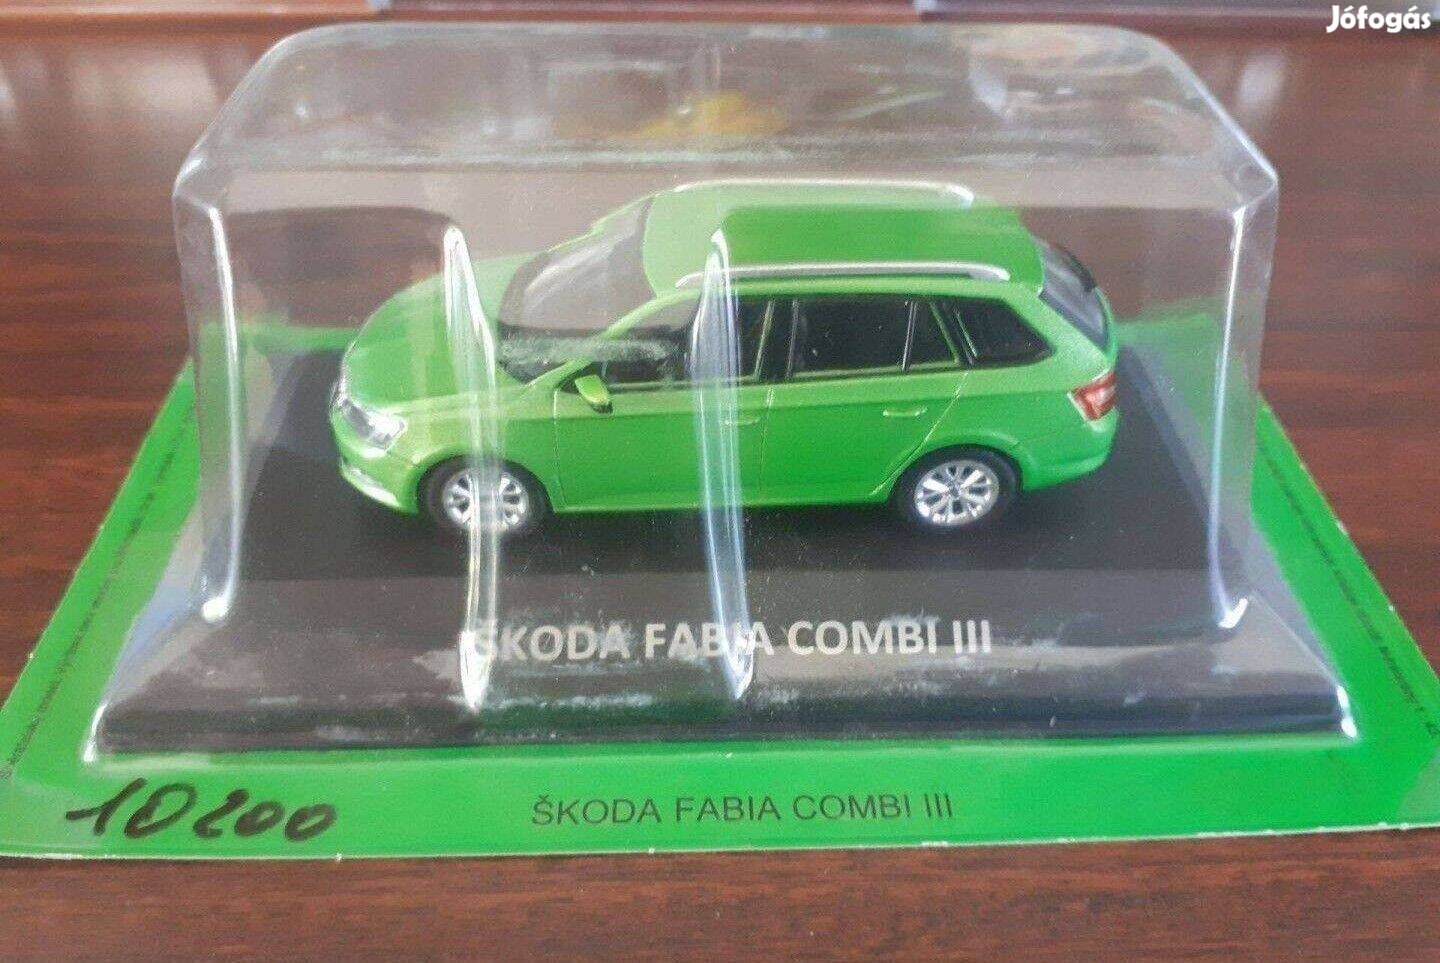 Jófogás
ŠKODA FABIA COMBI III
10200
ŠKODA FABIA COMBI III